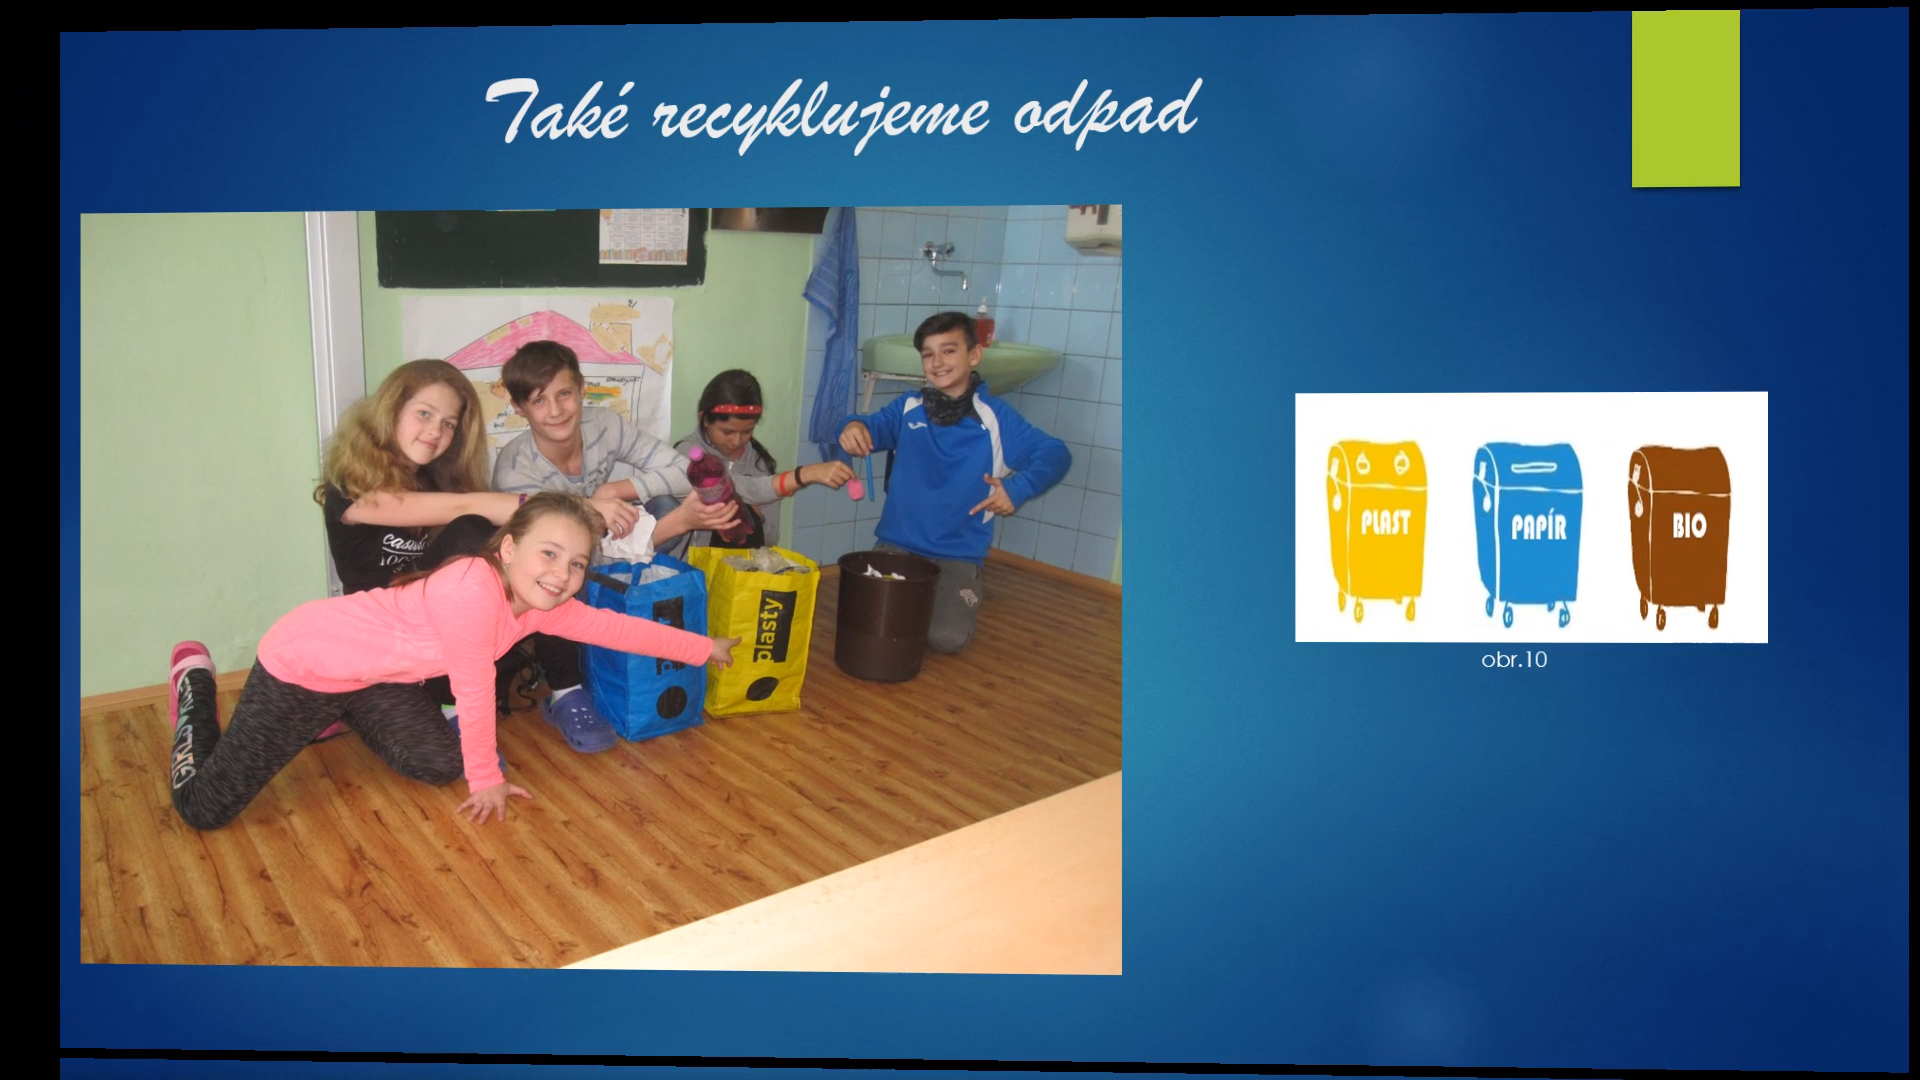 Také recyklujeme odpad
plasty
PLAST
PAPÍR
BIO
obr.10